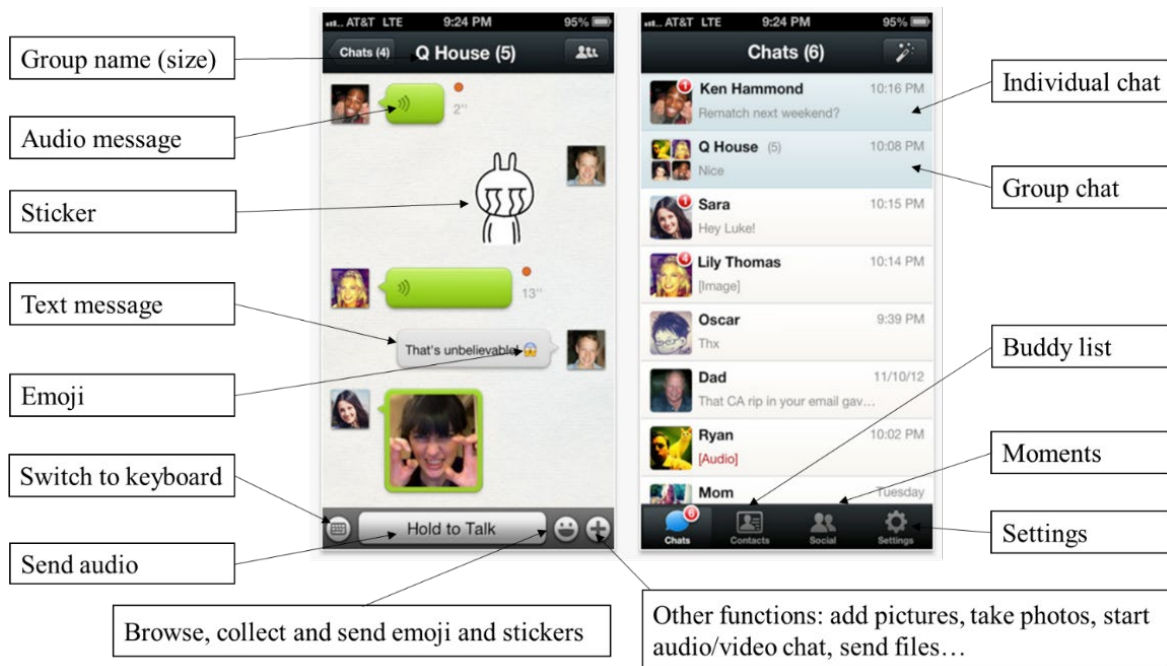 AT&T LTE 9:24 PM 95%
Chats (4) Q House (5)
2''
13''
That's unbelievable! 😱
Hold to Talk
AT&T LTE 9:24 PM 95%
Chats (6)
1 Ken Hammond 10:16 PM
Rematch next weekend?
Q House (5) 10:08 PM
Nice
1 Sara 10:15 PM
Hey Luke!
4 Lily Thomas 10:14 PM
[Image]
Oscar 9:39 PM
Thx
Dad 11/10/12
That CA rip in your email gav...
Ryan 10:02 PM
[Audio]
Mom Tuesday
6
Chats Contacts Social Settings
Group name (size)
Audio message
Sticker
Text message
Emoji
Switch to keyboard
Send audio
Browse, collect and send emoji and stickers
Individual chat
Group chat
Buddy list
Moments
Settings
Other functions: add pictures, take photos, start
audio/video chat, send files…